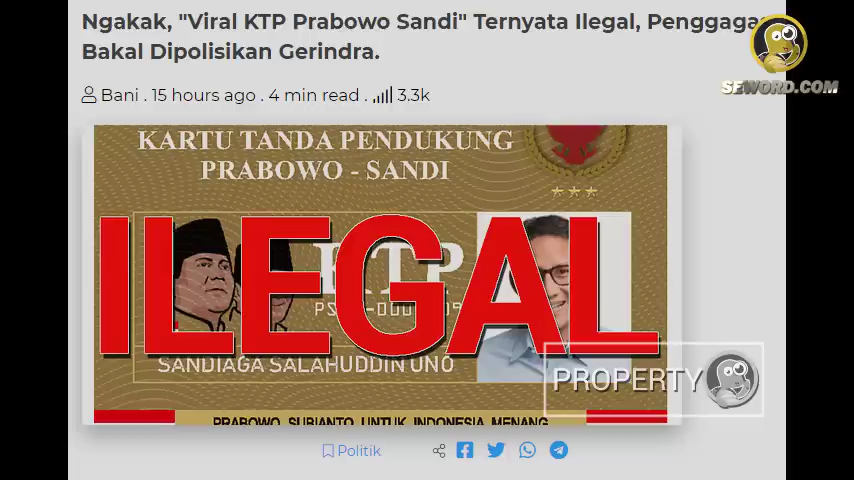 Ngakak, "Viral KTP Prabowo Sandi" Ternyata Ilegal, Penggagas
Bakal Dipolisikan Gerindra.
SEWORD.COM
Bani . 15 hours ago . 4 min read . 3.3k
KARTU TANDA PENDUKUNG
PRABOWO - SANDI
KTP
ILEGAL
SANDIAGA SALAHUDDIN UNO
PROPERTY
PRABOWO SUBIANTO UNTUK INDONESIA MENANG
Politik